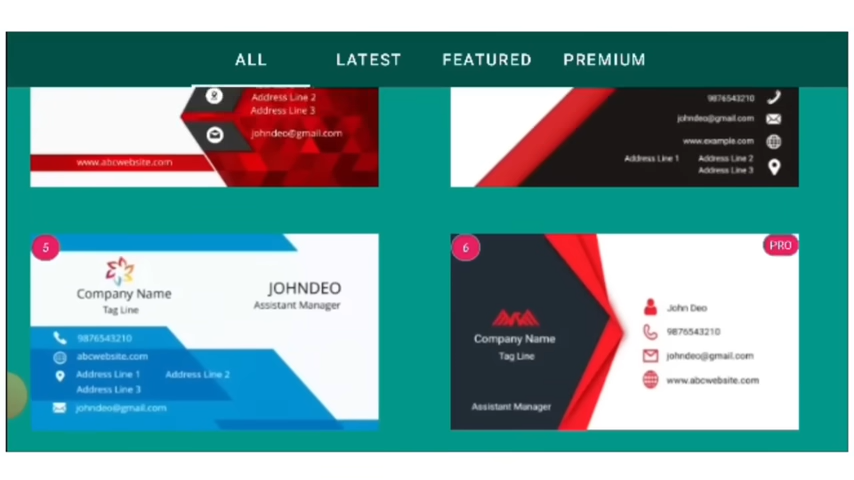 ALL LATEST FEATURED PREMIUM
Address Line 2
Address Line 3
johndeo@gmail.com
www.abcwebsite.com
9876543210
johndeo@gmail.com
www.example.com
Address Line 1 Address Line 2
Address Line 3
5
Company Name
Tag Line
JOHNDEO
Assistant Manager
9876543210
abcwebsite.com
Address Line 1 Address Line 2
Address Line 3
johndeo@gmail.com
6
PRO
Company Name
Tag Line
Assistant Manager
John Deo
9876543210
johndeo@gmail.com
www.abcwebsite.com